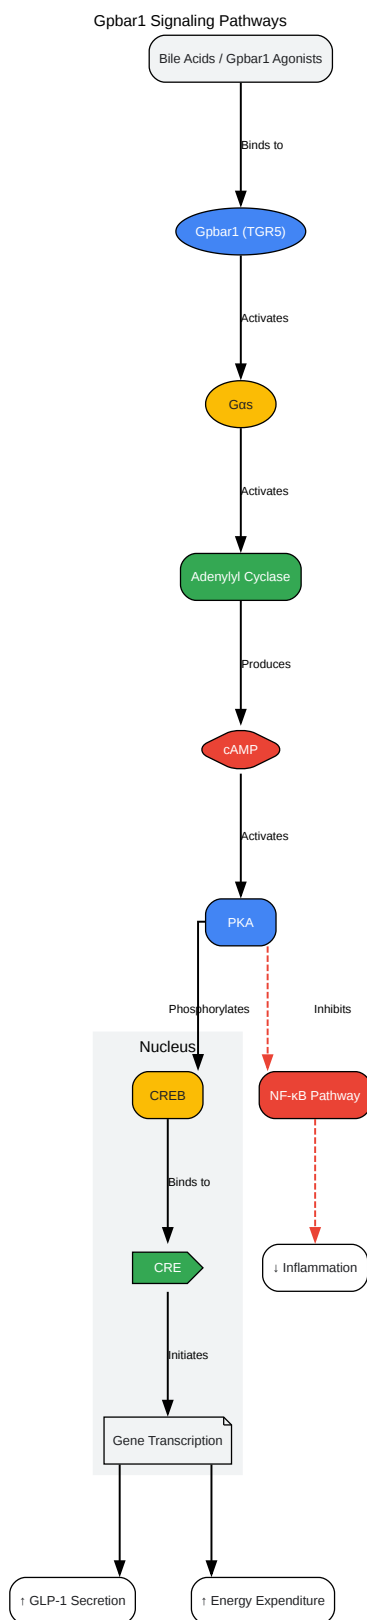 Gpbar1 Signaling Pathways
Bile Acids / Gpbar1 Agonists
Binds to
Gpbar1 (TGR5)
Activates
Gαs
Activates
Adenylyl Cyclase
Produces
cAMP
Activates
PKA
Phosphorylates
Inhibits
Nucleus
CREB
NF-κB Pathway
Binds to
CRE
↓ Inflammation
Initiates
Gene Transcription
↑ GLP-1 Secretion
↑ Energy Expenditure